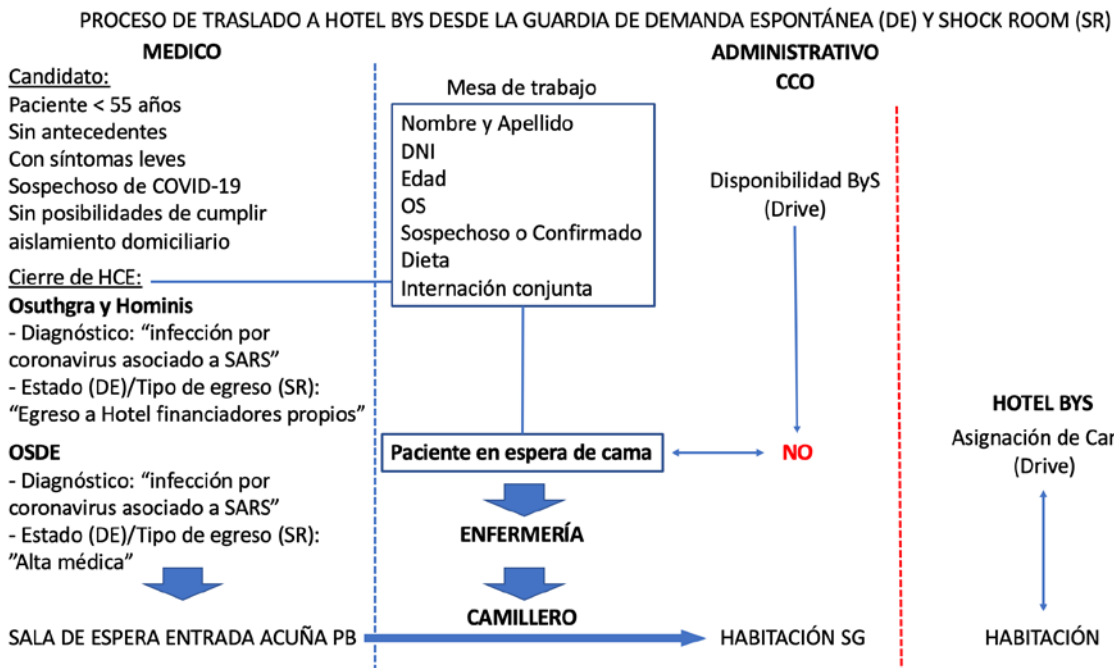 PROCESO DE TRASLADO A HOTEL BYS DESDE LA GUARDIA DE DEMANDA ESPONTÁNEA (DE) Y SHOCK ROOM (SR)
MEDICO
Candidato:
Paciente < 55 años
Sin antecedentes
Con síntomas leves
Sospechoso de COVID-19
Sin posibilidades de cumplir
aislamiento domiciliario
Cierre de HCE:
Osuthgra y Hominis
- Diagnóstico: “infección por
coronavirus asociado a SARS”
- Estado (DE)/Tipo de egreso (SR):
“Egreso a Hotel financiadores propios”
OSDE
- Diagnóstico: “infección por
coronavirus asociado a SARS”
- Estado (DE)/Tipo de egreso (SR):
”Alta médica”
SALA DE ESPERA ENTRADA ACUÑA PB
Mesa de trabajo
Nombre y Apellido
DNI
Edad
OS
Sospechoso o Confirmado
Dieta
Internación conjunta
Paciente en espera de cama
ENFERMERÍA
CAMILLERO
ADMINISTRATIVO
CCO
Disponibilidad ByS
(Drive)
NO
HABITACIÓN SG
HOTEL BYS
Asignación de
(Drive)
HABITACIÓN